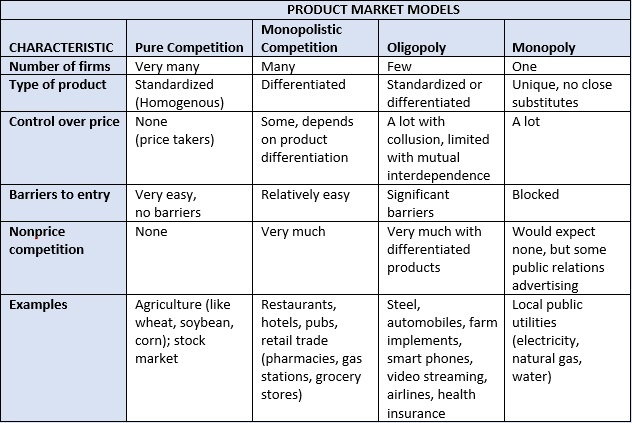 PRODUCT MARKET MODELS
CHARACTERISTIC
Pure Competition
Monopolistic
Competition
Oligopoly
Monopoly
Number of firms
Very many
Many
Few
One
Type of product
Standardized
(Homogenous)
Differentiated
Standardized or
differentiated
Unique, no close
substitutes
Control over price
None
(price takers)
Some, depends
on product
differentiation
A lot with
collusion, limited
with mutual
interdependence
A lot
Barriers to entry
Very easy,
no barriers
Relatively easy
Significant
barriers
Blocked
Nonprice
competition
None
Very much
Very much with
differentiated
products
Would expect
none, but some
public relations
advertising
Examples
Agriculture (like
wheat, soybean,
corn); stock
market
Restaurants,
hotels, pubs,
retail trade
(pharmacies, gas
stations, grocery
stores)
Steel,
automobiles, farm
implements,
smart phones,
video streaming,
airlines, health
insurance
Local public
utilities
(electricity,
natural gas,
water)